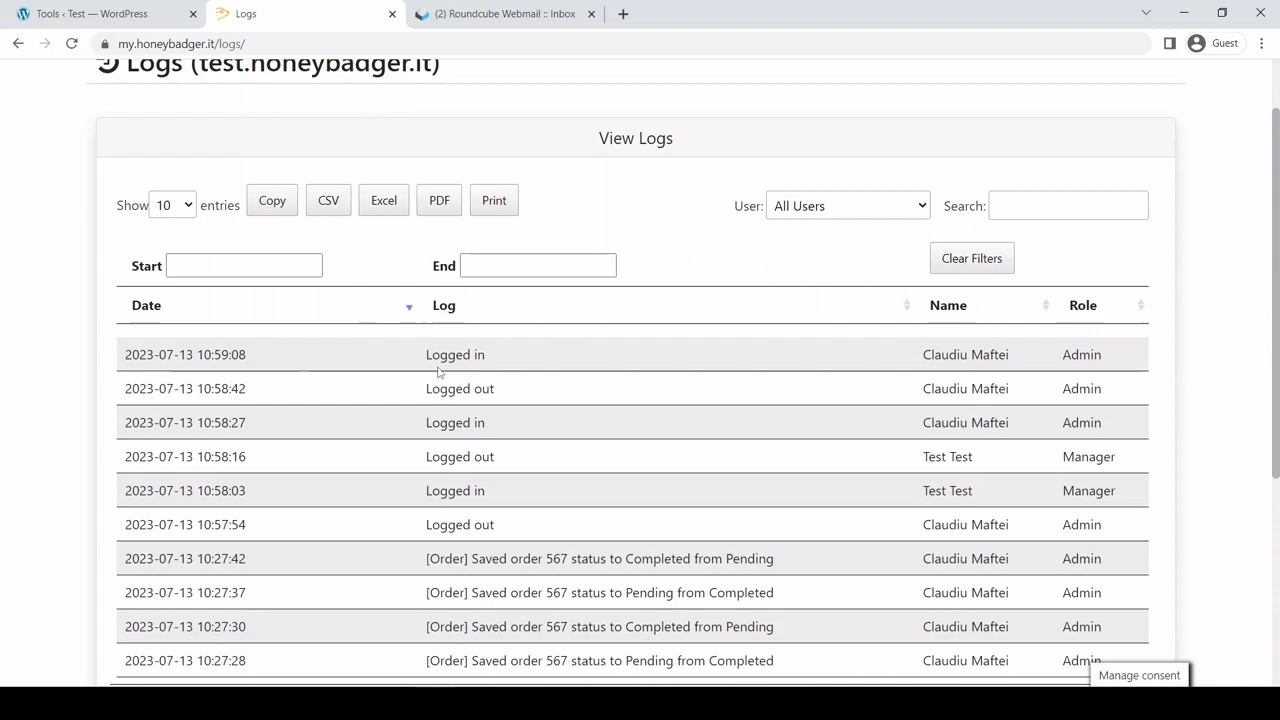 Tools ‹ Test — WordPress
Logs
(2) Roundcube Webmail :: Inbox
my.honeybadger.it/logs/
Guest
Logs (test.honeybadger.it)
View Logs
Show 10 entries Copy CSV Excel PDF Print User: All Users Search:
Start End Clear Filters
Date Log Name Role
2023-07-13 10:59:08 Logged in Claudiu Maftei Admin
2023-07-13 10:58:42 Logged out Claudiu Maftei Admin
2023-07-13 10:58:27 Logged in Claudiu Maftei Admin
2023-07-13 10:58:16 Logged out Test Test Manager
2023-07-13 10:58:03 Logged in Test Test Manager
2023-07-13 10:57:54 Logged out Claudiu Maftei Admin
2023-07-13 10:27:42 [Order] Saved order 567 status to Completed from Pending Claudiu Maftei Admin
2023-07-13 10:27:37 [Order] Saved order 567 status to Pending from Completed Claudiu Maftei Admin
2023-07-13 10:27:30 [Order] Saved order 567 status to Completed from Pending Claudiu Maftei Admin
2023-07-13 10:27:28 [Order] Saved order 567 status to Pending from Completed Claudiu Maftei Admin
Manage consent